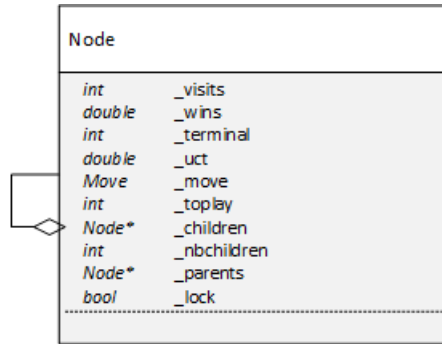 Node
int _visits
double _wins
int _terminal
double _uct
Move _move
int _toplay
Node* _children
int _nbchildren
Node* _parents
bool _lock